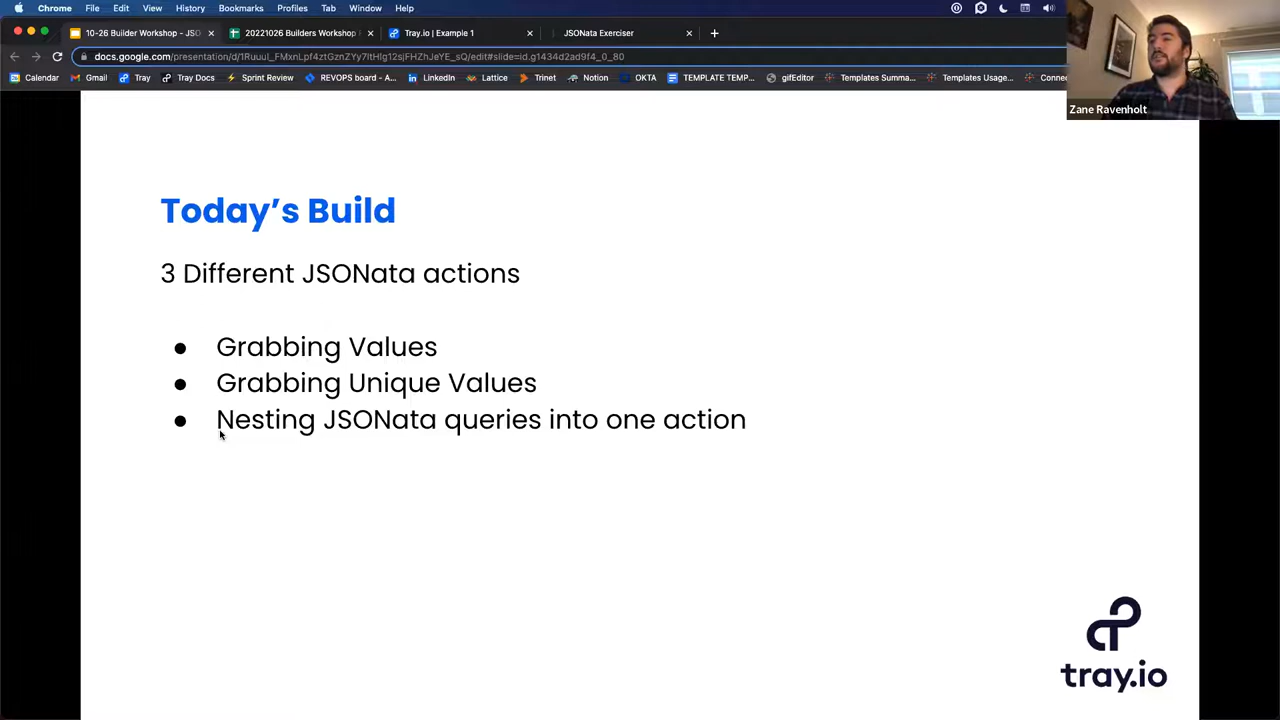 Chrome File Edit View History Bookmarks Profiles Tab Window Help
10-26 Builder Workshop - JSO
20221026 Builders Workshop
Tray.io | Example 1
JSONata Exerciser
Calendar Gmail Tray Tray Docs Sprint Review REVOPS board - A... LinkedIn Lattice Trinet Notion OKTA TEMPLATE TEMP... gifEditor Templates Summa... Templates Usage... Conne
Zane Ravenholt
Today’s Build
3 Different JSONata actions
● Grabbing Values
● Grabbing Unique Values
● Nesting JSONata queries into one action
tray.io